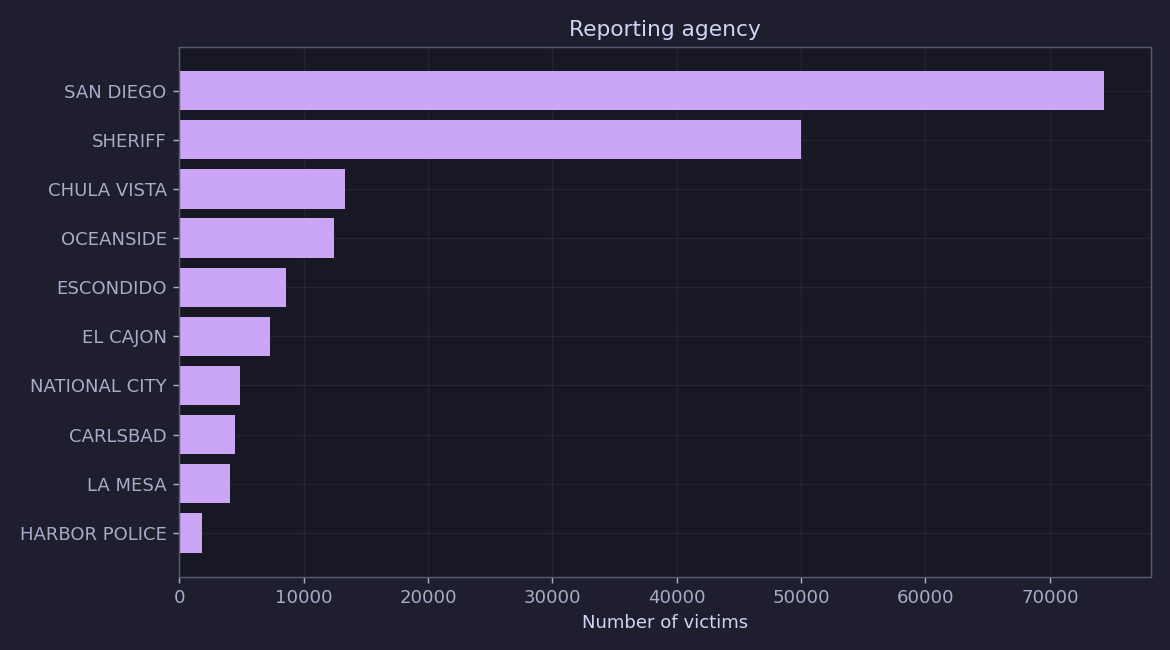 Reporting agency
SAN DIEGO
SHERIFF
CHULA VISTA
OCEANSIDE
ESCONDIDO
EL CAJON
NATIONAL CITY
CARLSBAD
LA MESA
HARBOR POLICE
0 10000 20000 30000 40000 50000 60000 70000
Number of victims